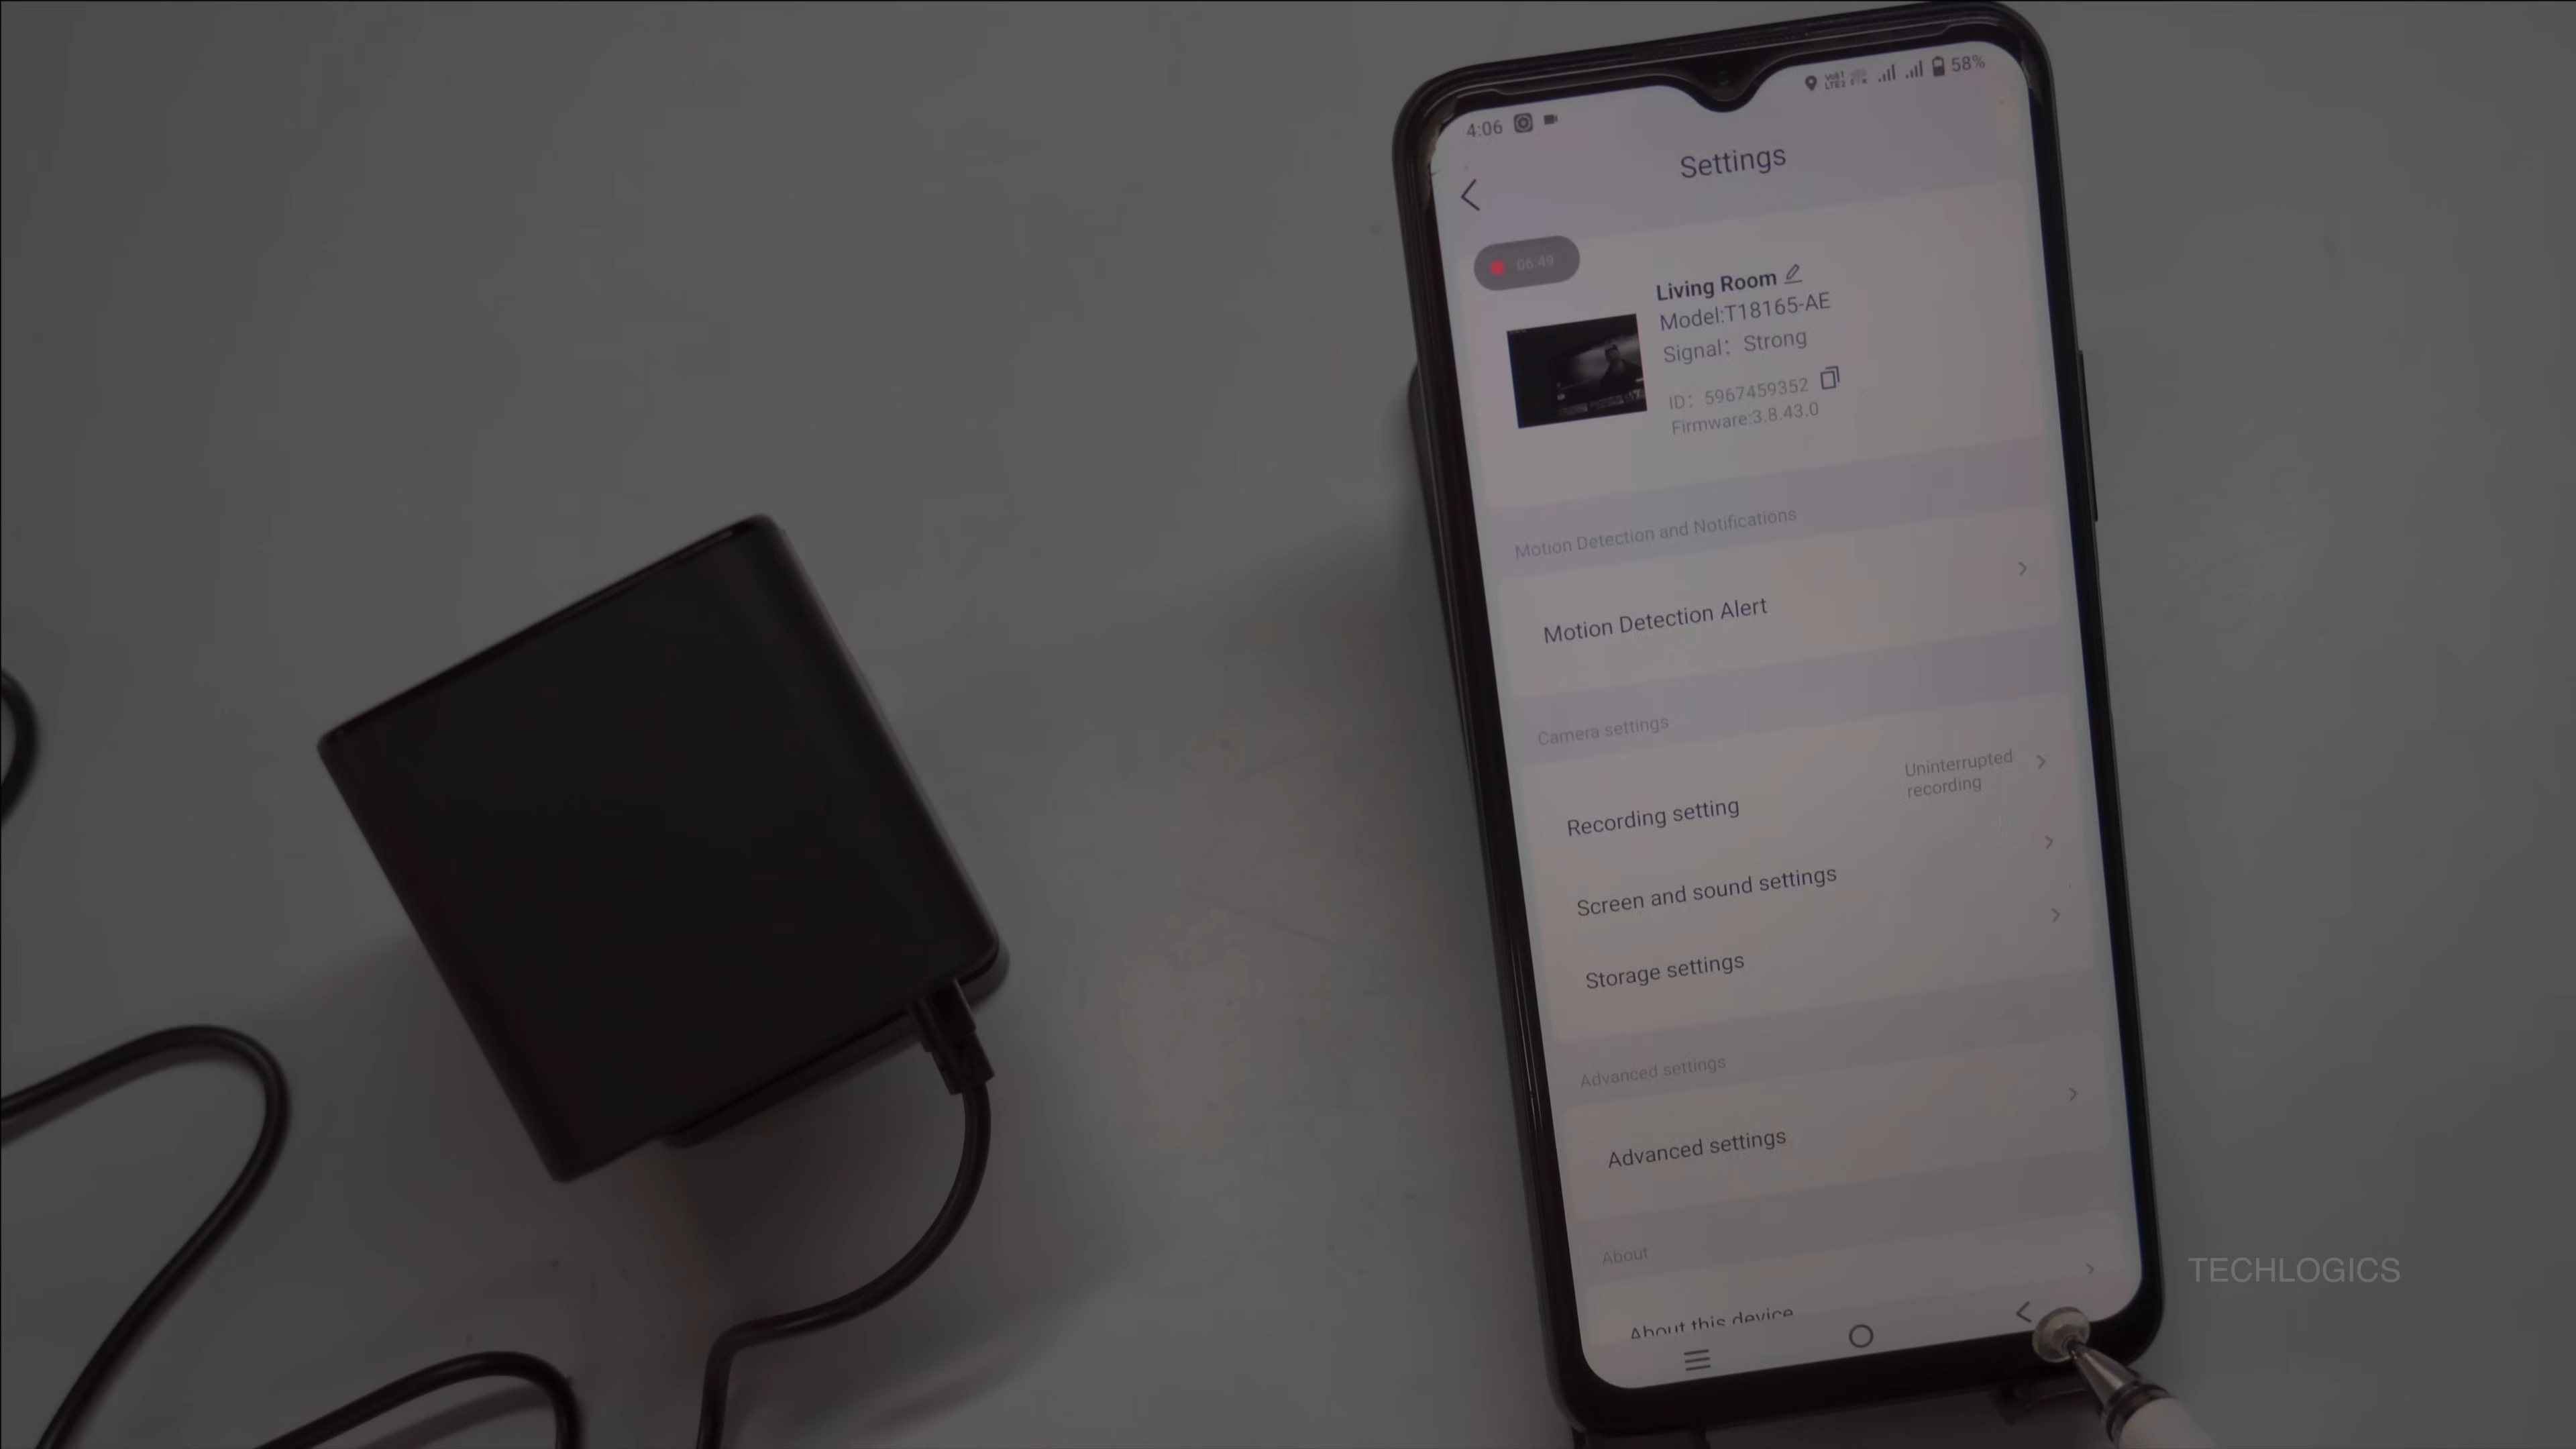 4:06
58%
Settings
06:49
Living Room
Model:T18165-AE
Signal: Strong
ID: 5967459352
Firmware:3.8.43.0
Motion Detection and Notifications
Motion Detection Alert
Camera settings
Recording setting
Uninterrupted
recording
Screen and sound settings
Storage settings
Advanced settings
Advanced settings
About
About this device
TECHLOGICS